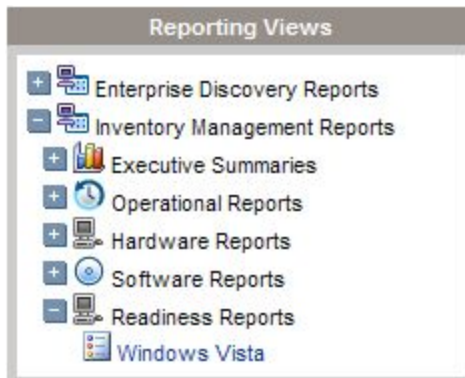 Reporting Views
Enterprise Discovery Reports
Inventory Management Reports
Executive Summaries
Operational Reports
Hardware Reports
Software Reports
Readiness Reports
Windows Vista